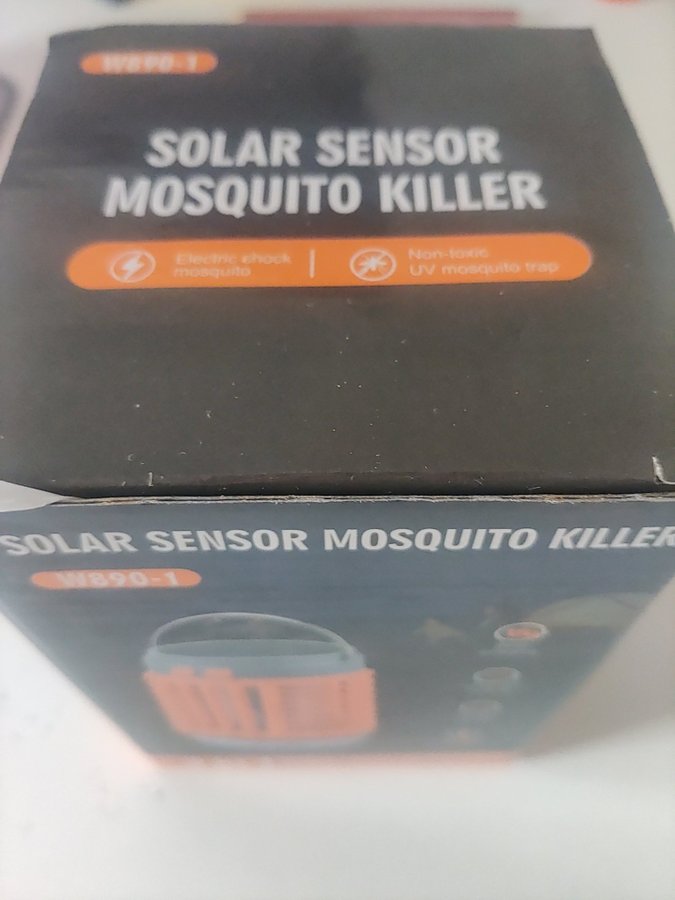 W890-1
SOLAR SENSOR
MOSQUITO KILLER
Electric shock
mosquito
Non-toxic
UV mosquito trap
SOLAR SENSOR MOSQUITO KILLER
W890-1